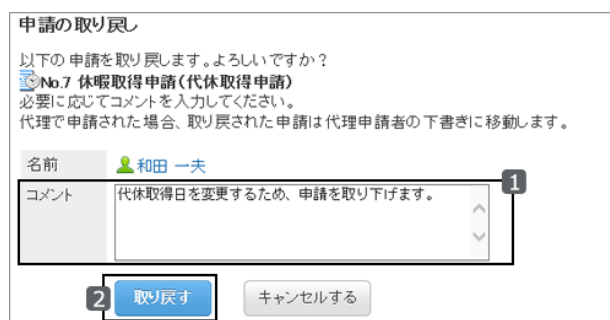 申請の取り戻し
以下の申請を取り戻します。よろしいですか？
No.7 休暇取得申請(代休取得申請)
必要に応じてコメントを入力してください。
代理で申請された場合、取り戻された申請は代理申請者の下書きに移動します。
名前 和田 一夫
1
コメント 代休取得日を変更するため、申請を取り下げます。
2 取り戻す キャンセルする